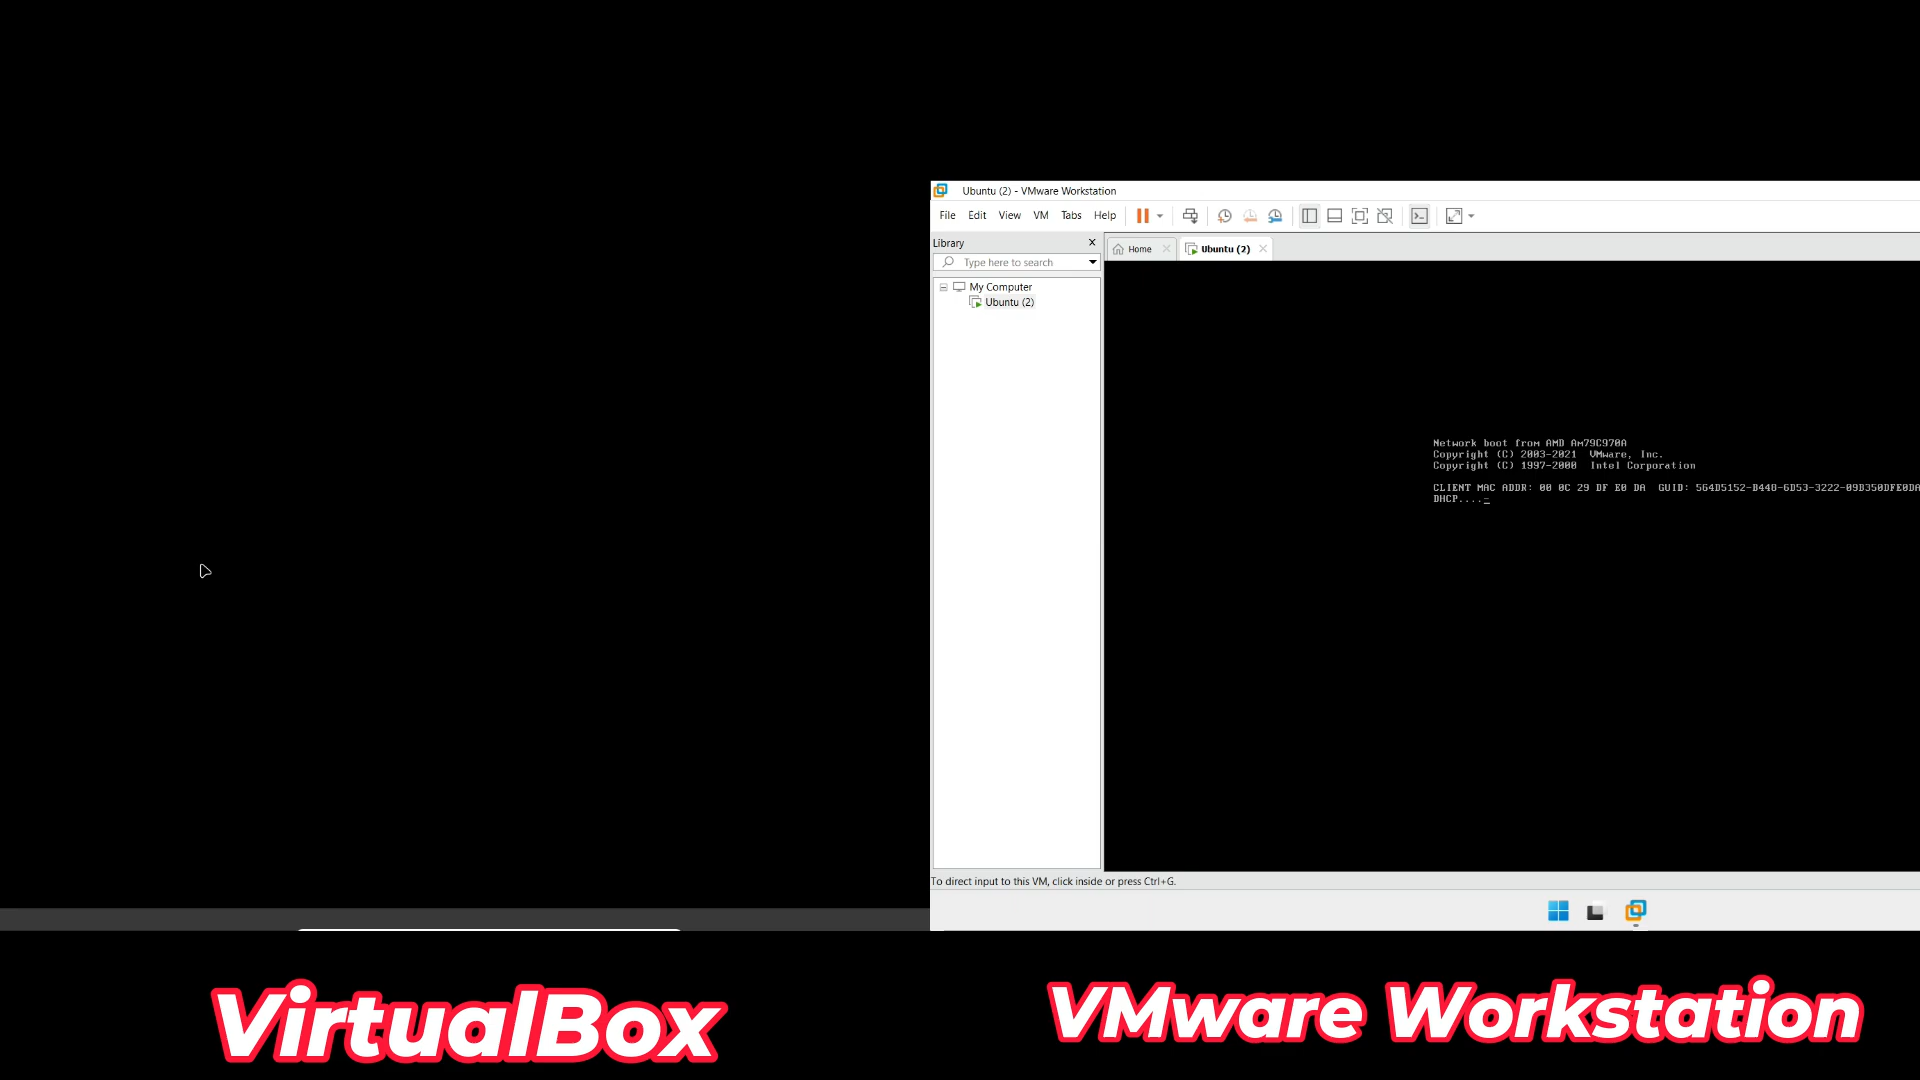 Ubuntu (2) - VMware Workstation
File Edit View VM Tabs Help
Library
Home
Ubuntu (2)
Type here to search
My Computer
Ubuntu (2)
Network boot from AMD Am79C970A
Copyright (C) 2003-2021 VMware, Inc.
Copyright (C) 1997-2000 Intel Corporation
CLIENT MAC ADDR: 00 0C 29 DF E0 DA GUID: 564D5152-B448-6D53-3222-09B350DFE0DA
DHCP...._
To direct input to this VM, click inside or press Ctrl+G.
VirtualBox
VMware Workstation